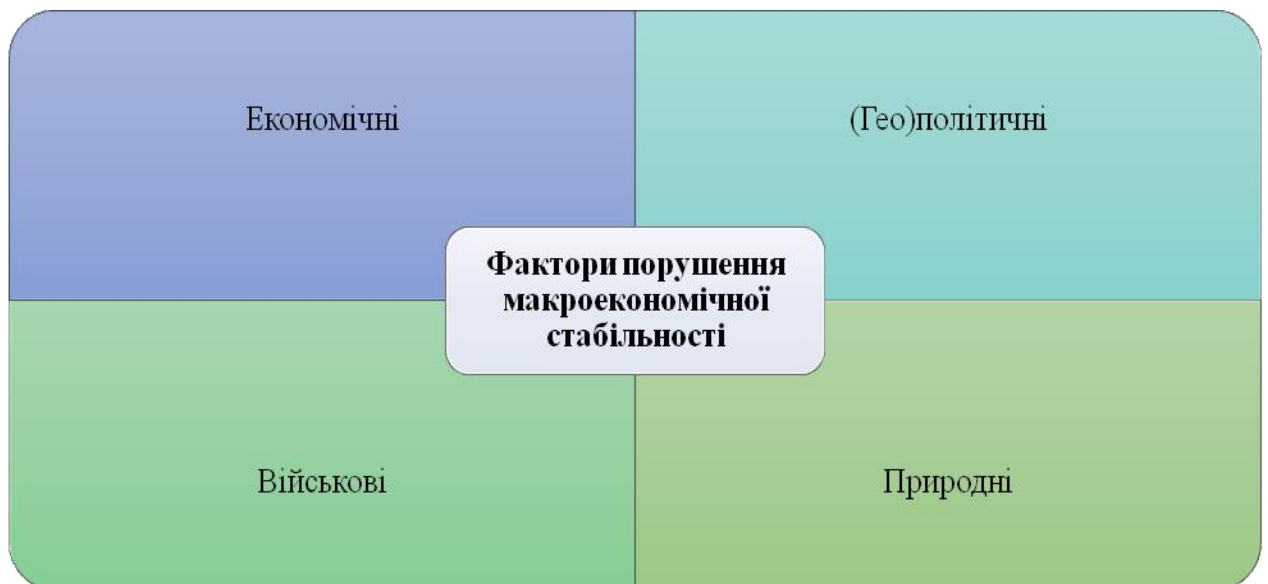 Економічні
(Гео)політичні
Фактори порушення
макроекономічної
стабільності
Військові
Природні